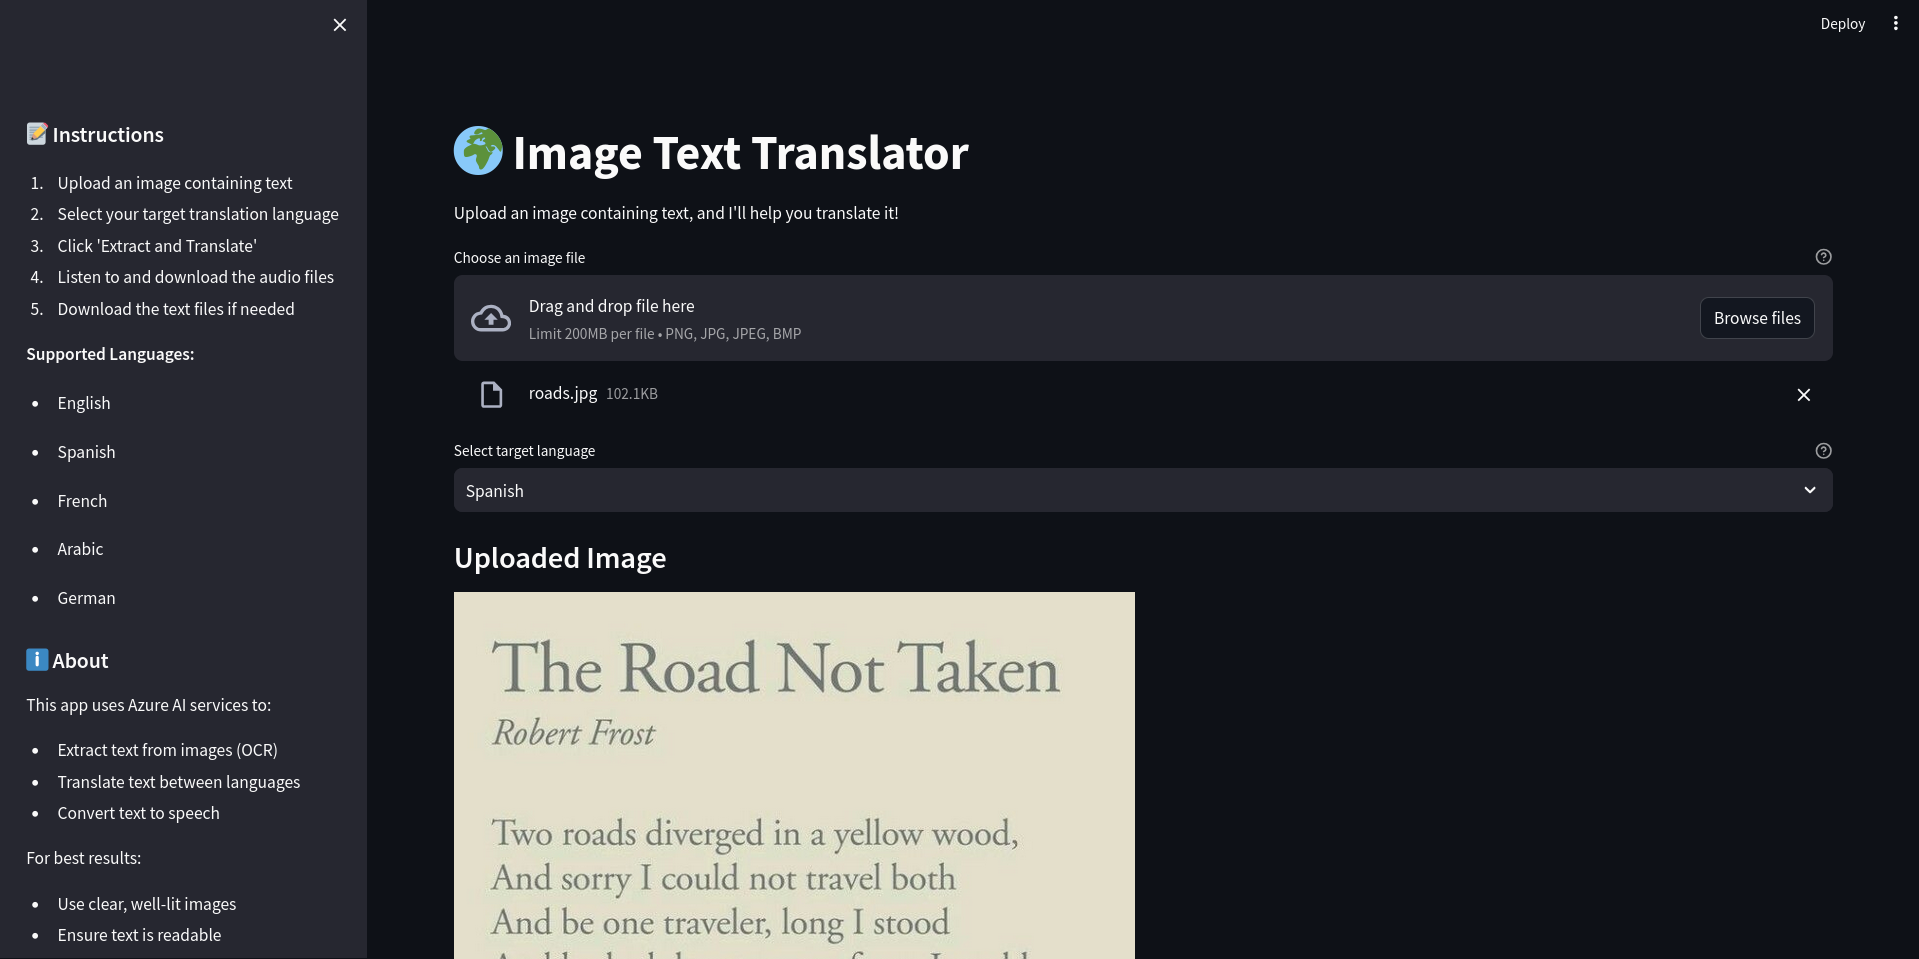 Deploy
Instructions
1. Upload an image containing text
2. Select your target translation language
3. Click 'Extract and Translate'
4. Listen to and download the audio files
5. Download the text files if needed
Supported Languages:
• English
• Spanish
• French
• Arabic
• German
About
This app uses Azure AI services to:
• Extract text from images (OCR)
• Translate text between languages
• Convert text to speech
For best results:
• Use clear, well-lit images
• Ensure text is readable
Image Text Translator
Upload an image containing text, and I'll help you translate it!
Choose an image file
Drag and drop file here
Limit 200MB per file • PNG, JPG, JPEG, BMP
Browse files
roads.jpg 102.1KB
Select target language
Spanish
Uploaded Image
The Road Not Taken
Robert Frost
Two roads diverged in a yellow wood,
And sorry I could not travel both
And be one traveler, long I stood